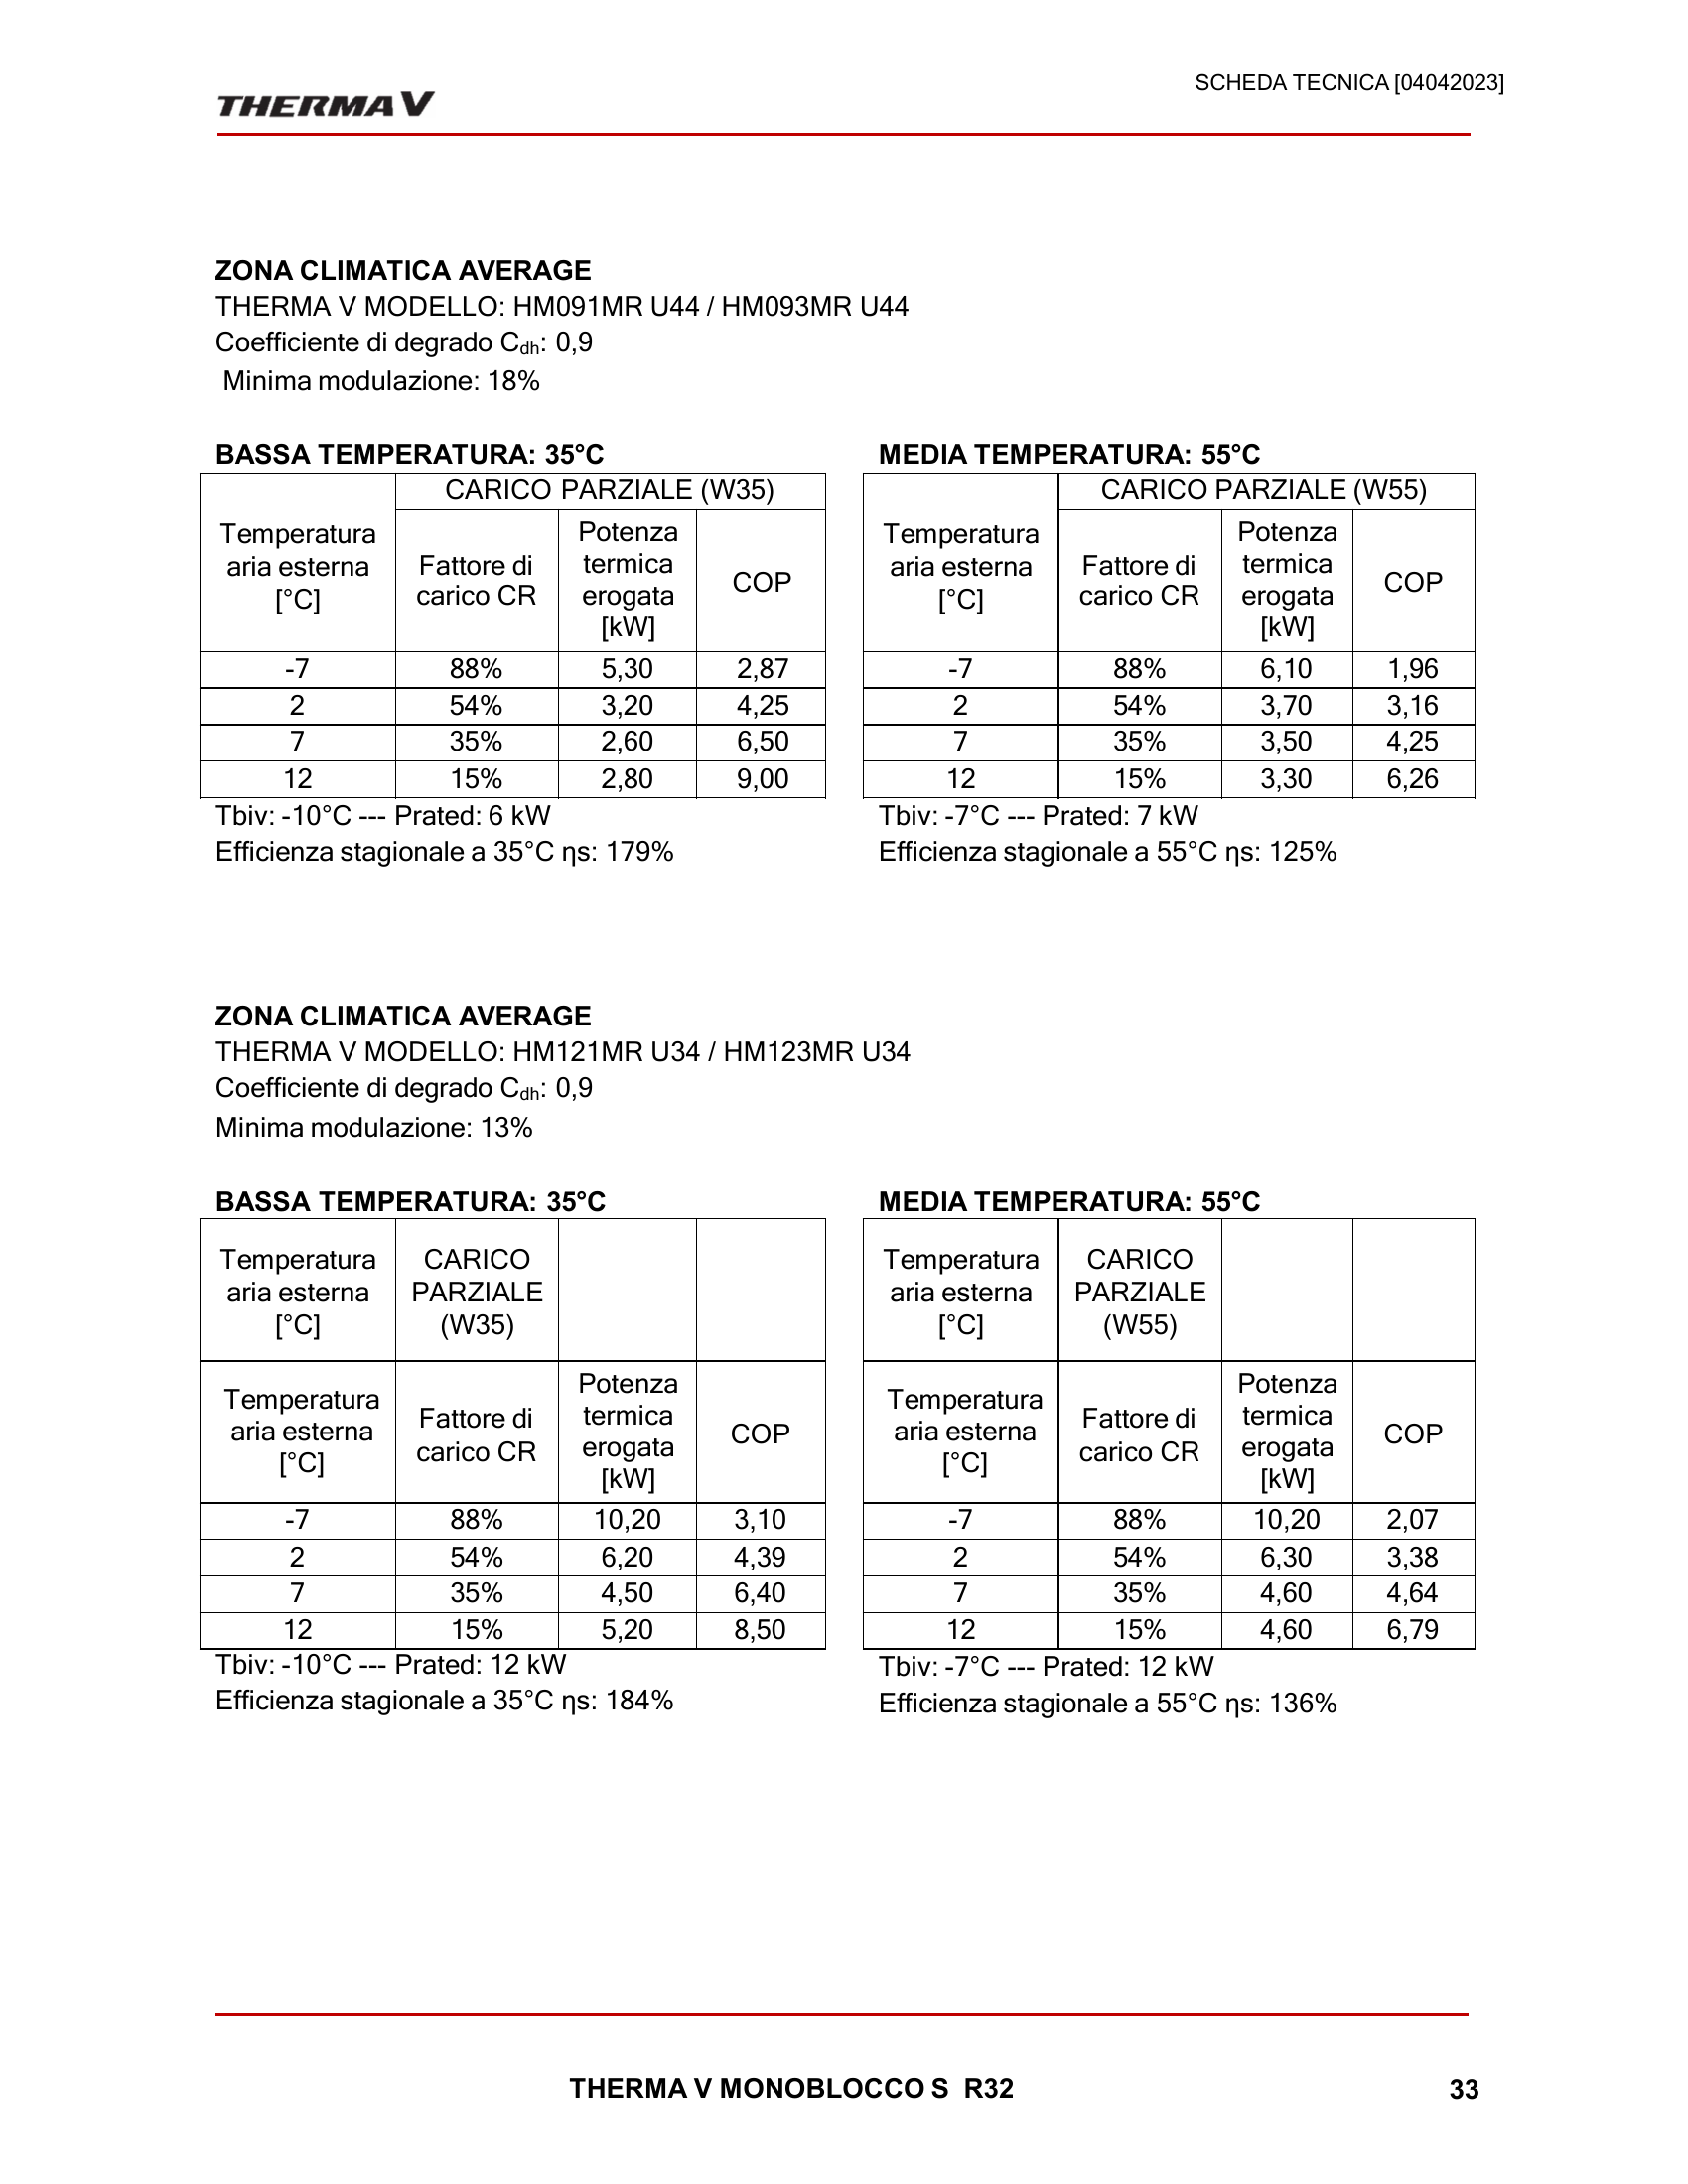 SCHEDA TECNICA [04042023]
THERMA V
ZONA CLIMATICA AVERAGE
THERMA V MODELLO: HM091MR U44 / HM093MR U44
Coefficiente di degrado Cdh: 0,9
Minima modulazione: 18%
BASSA TEMPERATURA: 35°C
CARICO PARZIALE (W35)
Temperatura
aria esterna
[°C]
Fattore di
carico CR
Potenza
termica
erogata
[kW]
COP
-7 88% 5,30 2,87
2 54% 3,20 4,25
7 35% 2,60 6,50
12 15% 2,80 9,00
Tbiv: -10°C --- Prated: 6 kW
Efficienza stagionale a 35°C ηs: 179%
MEDIA TEMPERATURA: 55°C
CARICO PARZIALE (W55)
Temperatura
aria esterna
[°C]
Fattore di
carico CR
Potenza
termica
erogata
[kW]
COP
-7 88% 6,10 1,96
2 54% 3,70 3,16
7 35% 3,50 4,25
12 15% 3,30 6,26
Tbiv: -7°C --- Prated: 7 kW
Efficienza stagionale a 55°C ηs: 125%
ZONA CLIMATICA AVERAGE
THERMA V MODELLO: HM121MR U34 / HM123MR U34
Coefficiente di degrado Cdh: 0,9
Minima modulazione: 13%
BASSA TEMPERATURA: 35°C
Temperatura
aria esterna
[°C]
CARICO
PARZIALE
(W35)
Temperatura
aria esterna
[°C]
Fattore di
carico CR
Potenza
termica
erogata
[kW]
COP
-7 88% 10,20 3,10
2 54% 6,20 4,39
7 35% 4,50 6,40
12 15% 5,20 8,50
Tbiv: -10°C --- Prated: 12 kW
Efficienza stagionale a 35°C ηs: 184%
MEDIA TEMPERATURA: 55°C
Temperatura
aria esterna
[°C]
CARICO
PARZIALE
(W55)
Temperatura
aria esterna
[°C]
Fattore di
carico CR
Potenza
termica
erogata
[kW]
COP
-7 88% 10,20 2,07
2 54% 6,30 3,38
7 35% 4,60 4,64
12 15% 4,60 6,79
Tbiv: -7°C --- Prated: 12 kW
Efficienza stagionale a 55°C ηs: 136%
THERMA V MONOBLOCCO S R32
33